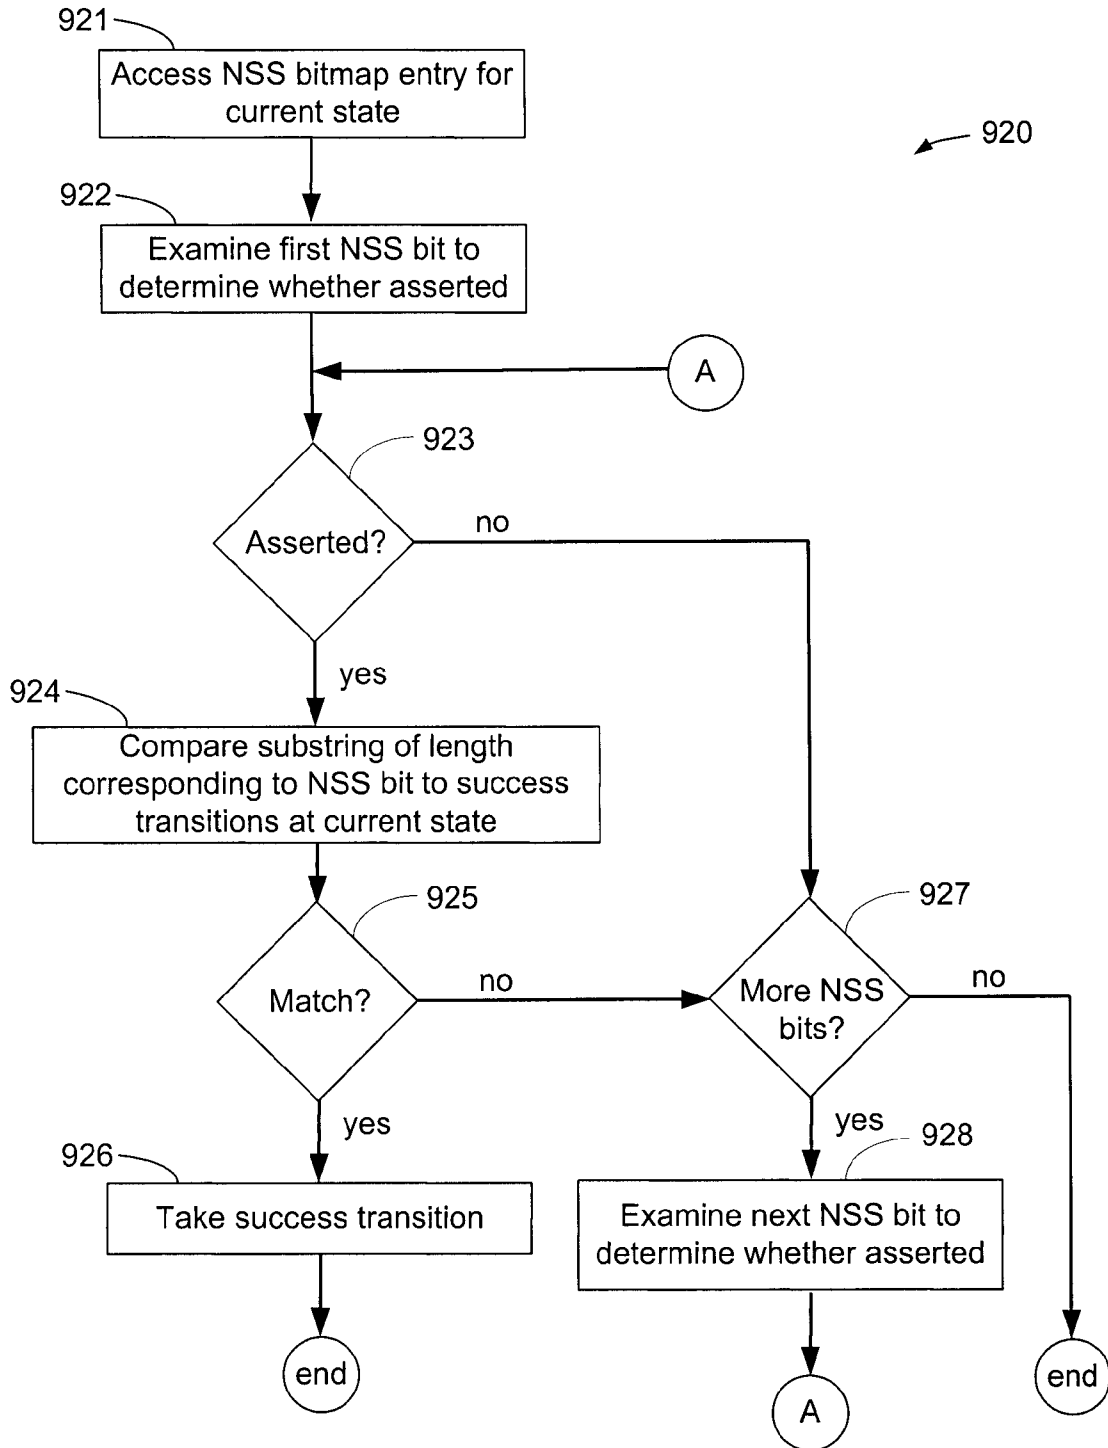 921
Access NSS bitmap entry for
current state
920
922
Examine first NSS bit to
determine whether asserted
A
923
Asserted?
no
yes
924
Compare substring of length
corresponding to NSS bit to success
transitions at current state
925
927
Match?
no
More NSS
bits?
no
yes
yes
926
928
Take success transition
Examine next NSS bit to
determine whether asserted
end
A
end